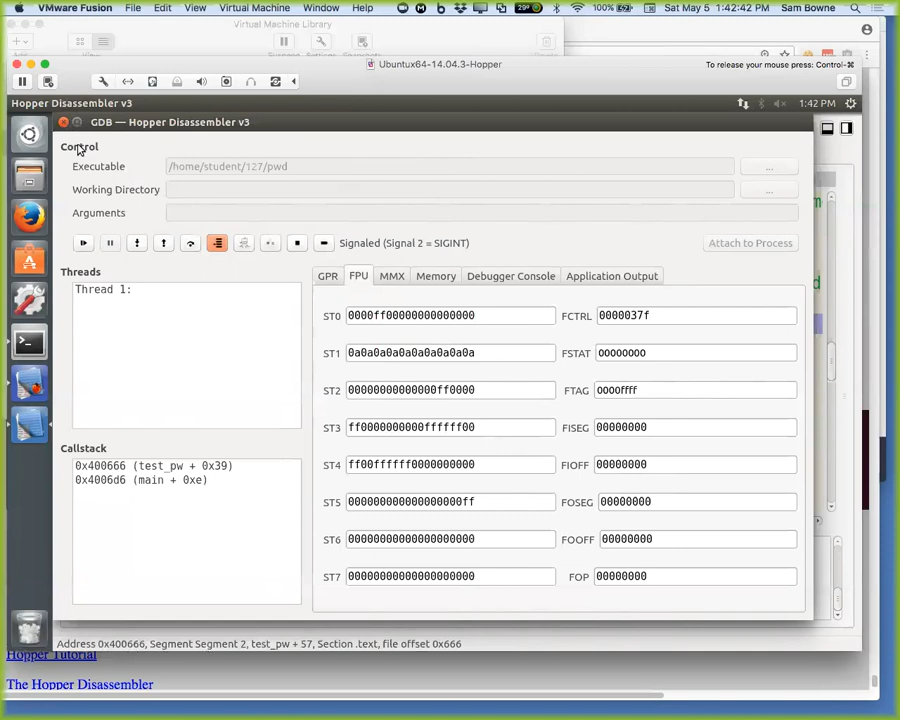 VMware Fusion File Edit View Virtual Machine Window Help 29° 100% Sat May 5 1:42:42 PM Sam Bowne
Virtual Machine Library
Ubuntux64-14.04.3-Hopper
To release your mouse press: Control-⌘
Hopper Disassembler v3
1:42 PM
GDB — Hopper Disassembler v3
Control
Executable /home/student/127/pwd ...
Working Directory ...
Arguments
Signaled (Signal 2 = SIGINT)
Attach to Process
Threads
Thread 1:
GPR FPU MMX Memory Debugger Console Application Output
ST0 0000ff00000000000000 FCTRL 0000037f
ST1 0a0a0a0a0a0a0a0a0a0a FSTAT 00000000
ST2 00000000000000ff0000 FTAG 0000ffff
ST3 ff0000000000ffffff00 FISEG 00000000
ST4 ff00ffffff0000000000 FIOFF 00000000
ST5 000000000000000000ff FOSEG 00000000
ST6 00000000000000000000 FOOFF 00000000
ST7 00000000000000000000 FOP 00000000
Callstack
0x400666 (test_pw + 0x39)
0x4006d6 (main + 0xe)
Address 0x400666, Segment Segment 2, test_pw + 57, Section .text, file offset 0x666
Hopper Tutorial
The Hopper Disassembler